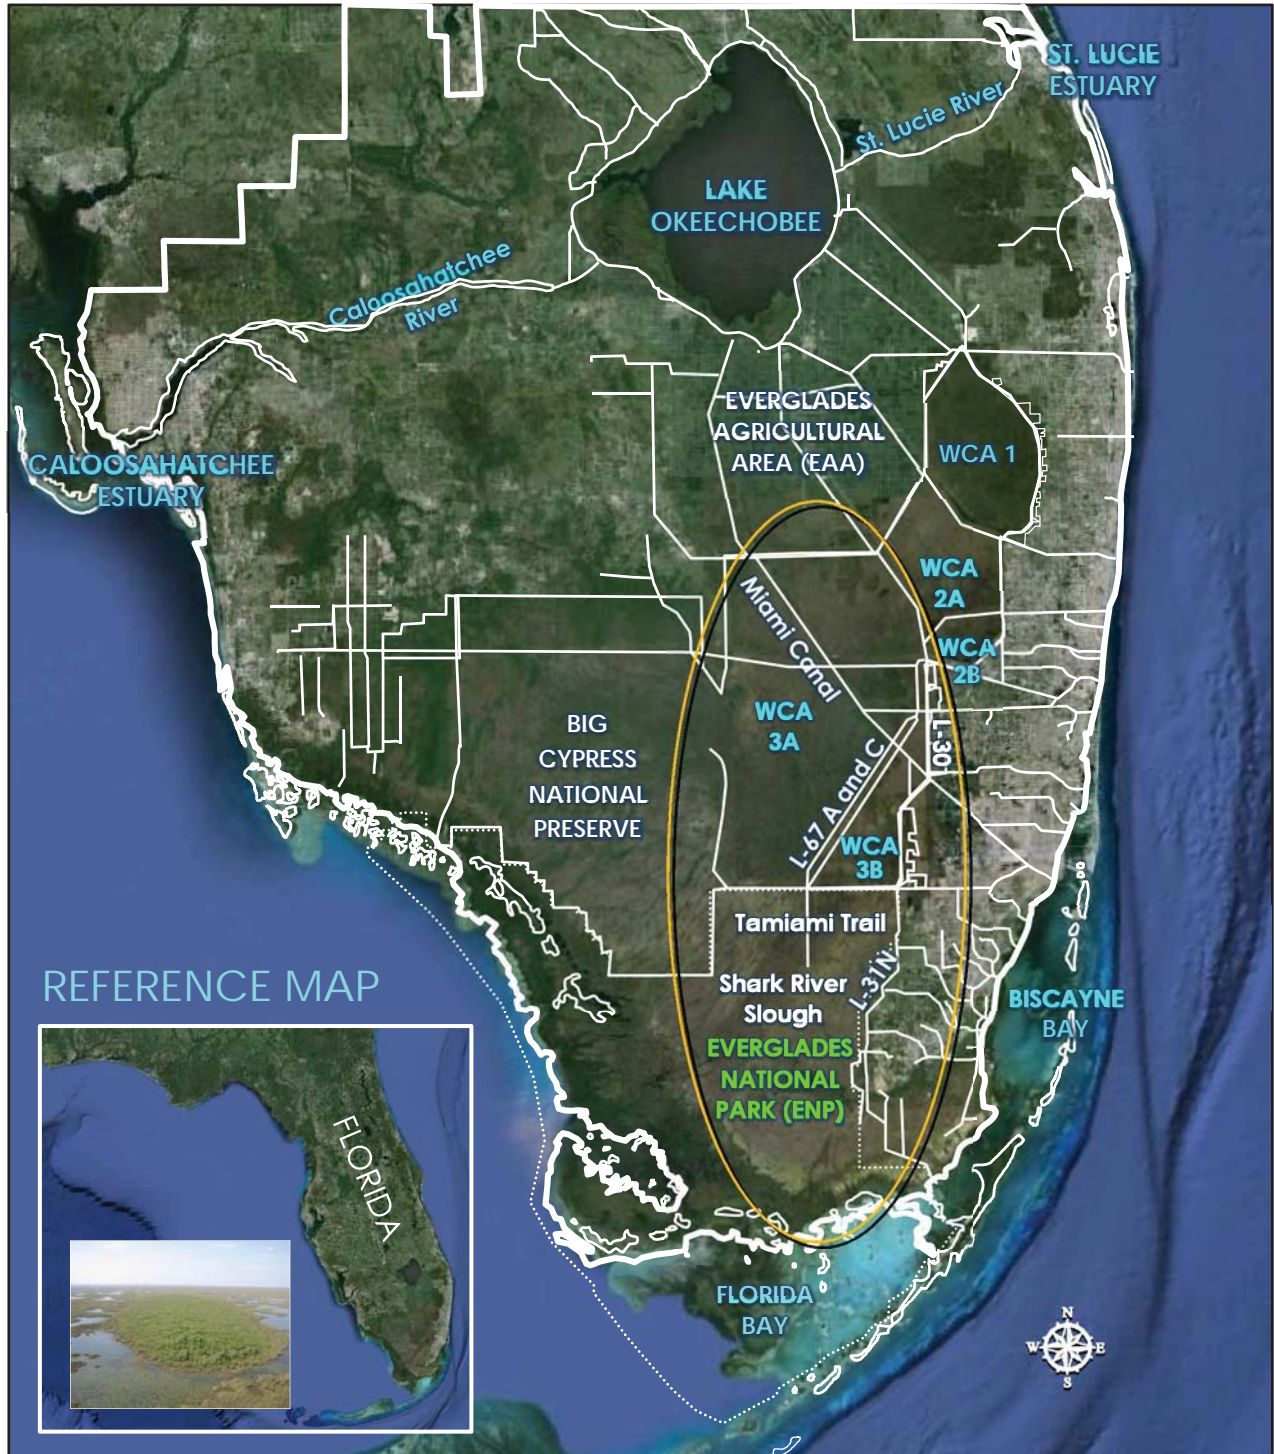 ST. LUCIE
ESTUARY
St. Lucie River
LAKE
OKEECHOBEE
Caloosahatchee
River
EVERGLADES
AGRICULTURAL
AREA (EAA)
WCA 1
CALOOSAHATCHEE
ESTUARY
WCA
2A
Miami Canal
WCA
2B
WCA
3A
BIG
CYPRESS
NATIONAL
PRESERVE
L-30
L-67 A and C
WCA
3B
Tamiami Trail
L-31N
Shark River
Slough
EVERGLADES
NATIONAL
PARK (ENP)
BISCAYNE
BAY
REFERENCE MAP
FLORIDA
FLORIDA
BAY
N
W
E
S